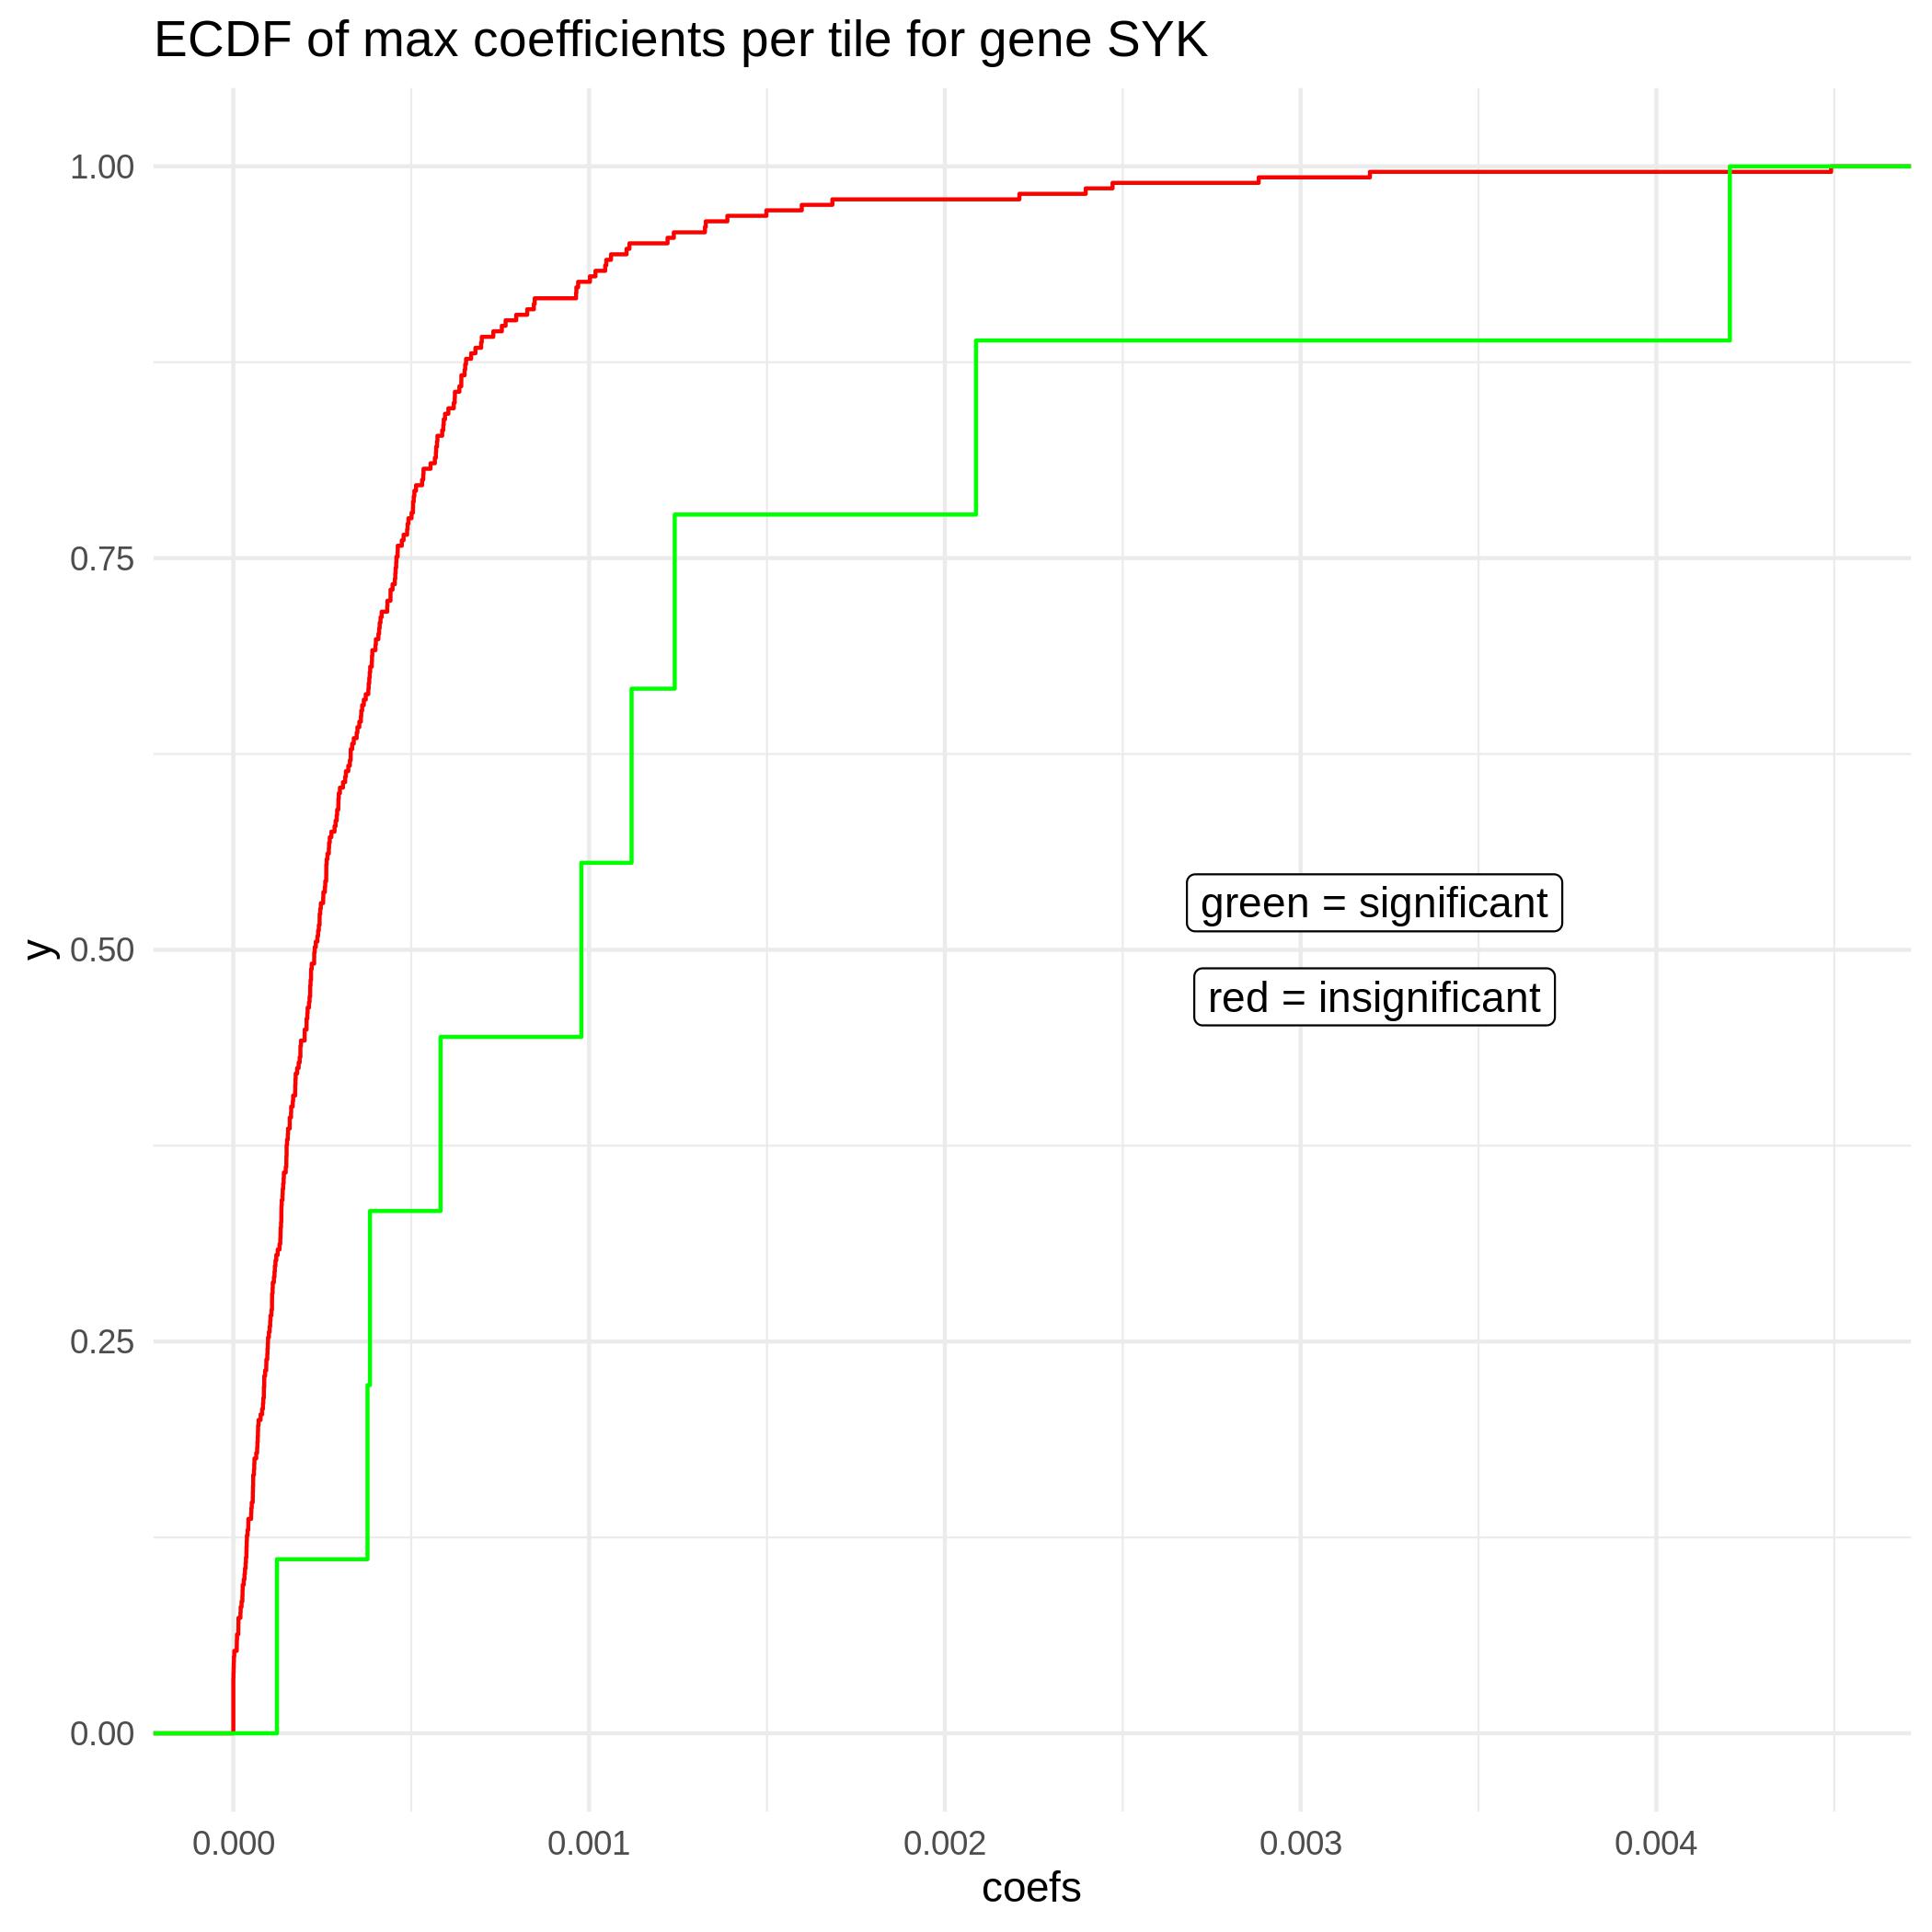 ECDF of max coefficients per tile for gene SYK
1.00
0.75
0.50
0.25
0.00
y
green = significant
red = insignificant
0.000 0.001 0.002 0.003 0.004
coefs